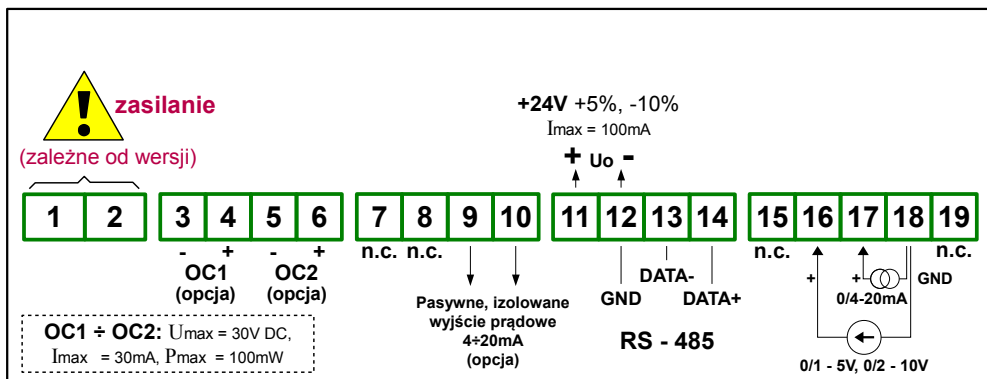 zasilanie
(zależne od wersji)
+24V +5%, -10%
Imax = 100mA
+ Uo -
1 2 3 4 5 6 7 8 9 10 11 12 13 14 15 16 17 18 19
- + - +
OC1 OC2
(opcja) (opcja)
n.c. n.c.
Pasywne, izolowane
wyjście prądowe
4÷20mA
(opcja)
DATA-
GND DATA+
RS - 485
n.c. n.c.
+ + GND
0/4-20mA
0/1 - 5V, 0/2 - 10V
OC1 ÷ OC2: Umax = 30V DC,
Imax = 30mA, Pmax = 100mW